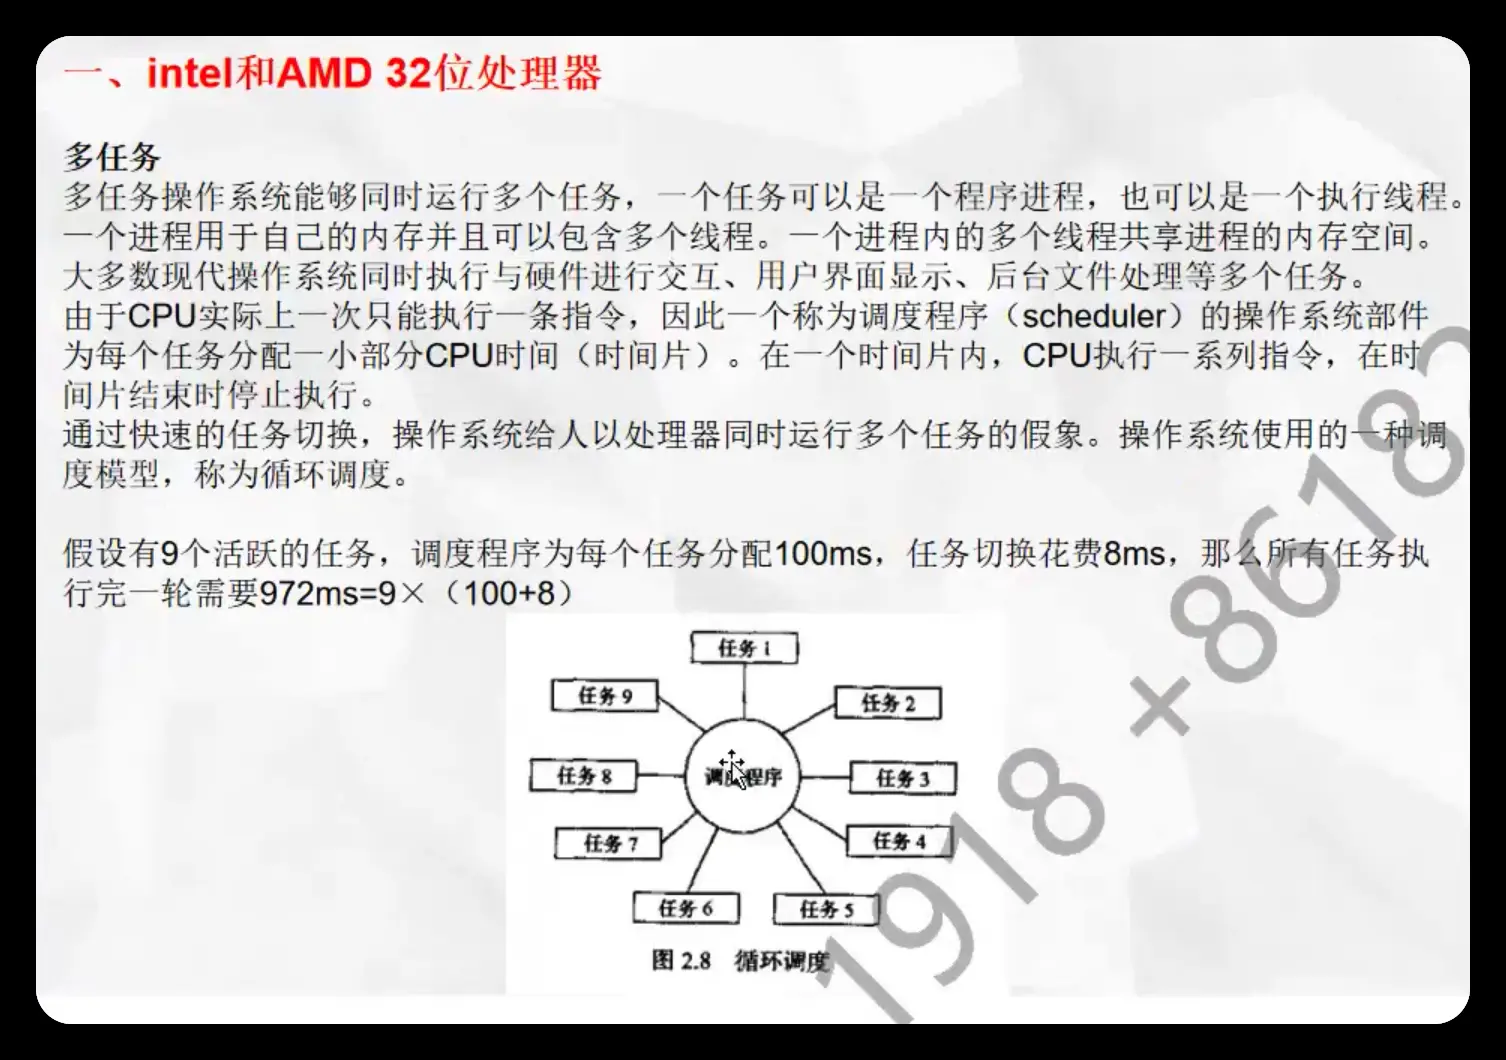 一、intel和AMD 32位处理器
多任务
多任务操作系统能够同时运行多个任务，一个任务可以是一个程序进程，也可以是一个执行线程。
一个进程用于自己的内存并且可以包含多个线程。一个进程内的多个线程共享进程的内存空间。
大多数现代操作系统同时执行与硬件进行交互、用户界面显示、后台文件处理等多个任务。
由于CPU实际上一次只能执行一条指令，因此一个称为调度程序（scheduler）的操作系统部件
为每个任务分配一小部分CPU时间（时间片）。在一个时间片内，CPU执行一系列指令，在时
间片结束时停止执行。
通过快速的任务切换，操作系统给人以处理器同时运行多个任务的假象。操作系统使用的一种调
度模型，称为循环调度。
假设有9个活跃的任务，调度程序为每个任务分配100ms，任务切换花费8ms，那么所有任务执
行完一轮需要972ms=9×（100+8）
任务 1
任务 9
任务 2
任务 8
调度程序
任务 3
任务 7
任务 4
任务 6
任务 5
图 2.8 循环调度
1918 +86183